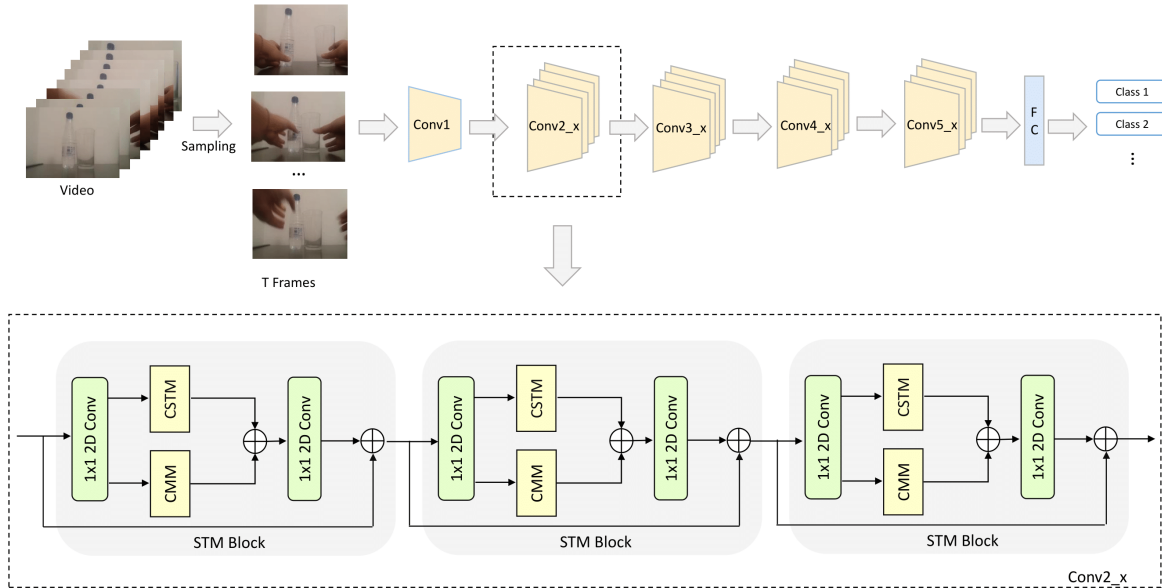 Video
Sampling
...
T Frames
Conv1
Conv2_x
Conv3_x
Conv4_x
Conv5_x
F
C
Class 1
Class 2
...
1x1 2D Conv
CSTM
CMM
1x1 2D Conv
STM Block
1x1 2D Conv
CSTM
CMM
1x1 2D Conv
STM Block
1x1 2D Conv
CSTM
CMM
1x1 2D Conv
STM Block
Conv2_x